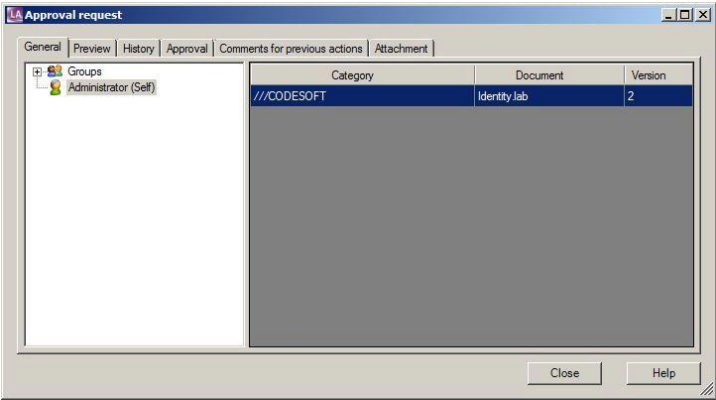 LA Approval request
General Preview History Approval Comments for previous actions Attachment
Groups
Administrator (Self)
Category Document Version
///CODESOFT Identity.lab 2
Close Help